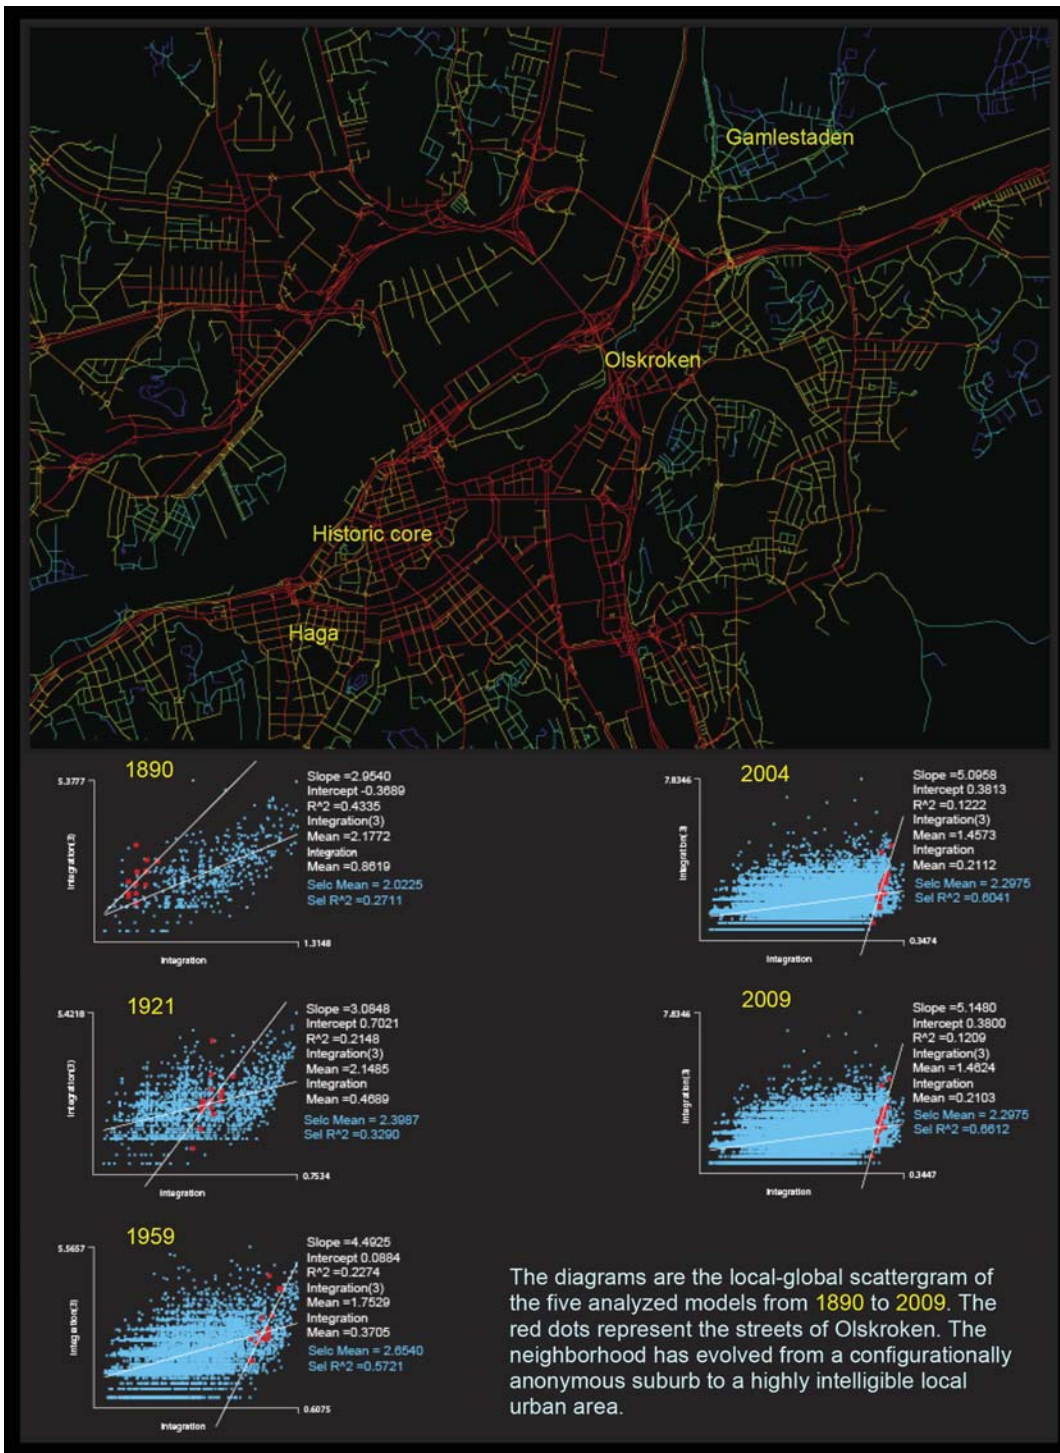 Gamlestaden
Olskroken
Historic core
Haga
1890
5.3777
Integration(3)
Integration
1.3148
Slope =2.9540
Intercept -0.3689
R^2 =0.4335
Integration(3)
Mean =2.1772
Integration
Mean =0.8619
Selc Mean = 2.0225
Sel R^2 =0.2711
1921
5.4218
Integration(3)
Integration
0.7534
Slope =3.0848
Intercept 0.7021
R^2 =0.2148
Integration(3)
Mean =2.1485
Integration
Mean =0.4689
Selc Mean = 2.3987
Sel R^2 =0.3290
1959
5.5657
Integration(3)
Integration
0.6075
Slope =4.4925
Intercept 0.0884
R^2 =0.2274
Integration(3)
Mean =1.7529
Integration
Mean =0.3705
Selc Mean = 2.6540
Sel R^2 =0.5721
2004
7.8346
Integration(3)
Integration
0.3474
Slope =5.0958
Intercept 0.3813
R^2 =0.1222
Integration(3)
Mean =1.4573
Integration
Mean =0.2112
Selc Mean = 2.2975
Sel R^2 =0.6041
2009
7.8346
Integration(3)
Integration
0.3447
Slope =5.1480
Intercept 0.3800
R^2 =0.1209
Integration(3)
Mean =1.4624
Integration
Mean =0.2103
Selc Mean = 2.2975
Sel R^2 =0.6612
The diagrams are the local-global scattergram of
the five analyzed models from 1890 to 2009. The
red dots represent the streets of Olskroken. The
neighborhood has evolved from a configurationally
anonymous suburb to a highly intelligible local
urban area.